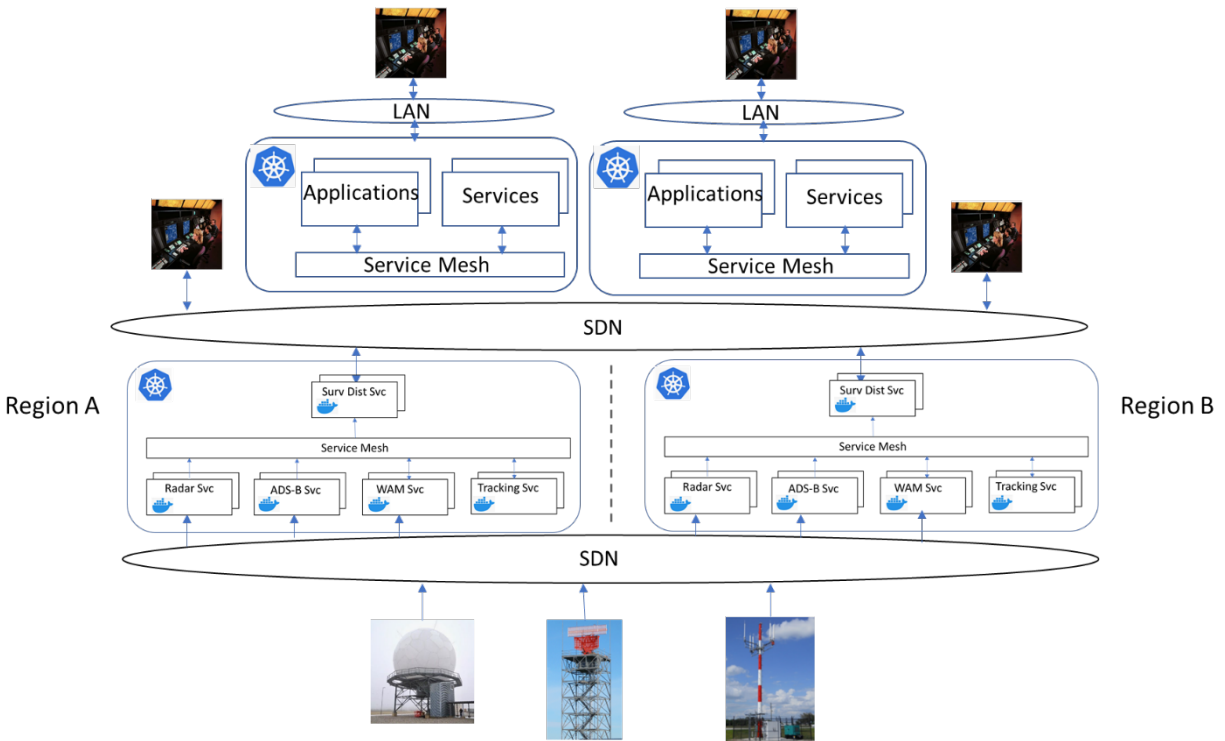 LAN
LAN
Applications
Services
Service Mesh
Applications
Services
Service Mesh
SDN
Region A
Surv Dist Svc
Service Mesh
Radar Svc
ADS-B Svc
WAM Svc
Tracking Svc
Surv Dist Svc
Service Mesh
Radar Svc
ADS-B Svc
WAM Svc
Tracking Svc
Region B
SDN